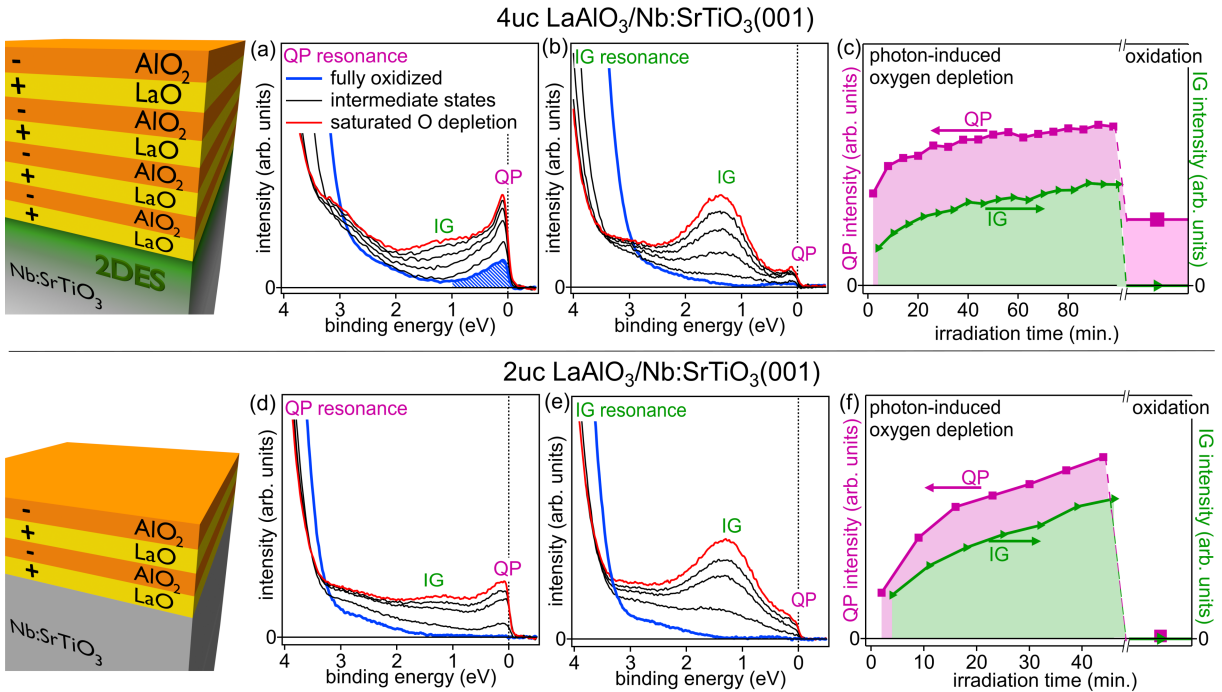 4uc LaAlO3/Nb:SrTiO3(001)
-
AlO2
+
LaO
-
AlO2
+
LaO
-
AlO2
+
LaO
-
AlO2
+
LaO
2DES
Nb:SrTiO3
(a)
QP resonance
fully oxidized
intermediate states
saturated O depletion
QP
IG
intensity (arb. units)
0
4 3 2 1 0
binding energy (eV)
(b)
IG resonance
IG
QP
intensity (arb. units)
0
4 3 2 1 0
binding energy (eV)
(c)
photon-induced
oxygen depletion
oxidation
QP
IG
QP intensity (arb. units)
IG intensity (arb. units)
0
0
0 20 40 60 80
irradiation time (min.)
2uc LaAlO3/Nb:SrTiO3(001)
-
AlO2
+
LaO
-
AlO2
+
LaO
Nb:SrTiO3
(d)
QP resonance
IG
QP
intensity (arb. units)
0
4 3 2 1 0
binding energy (eV)
(e)
IG resonance
IG
QP
intensity (arb. units)
0
4 3 2 1 0
binding energy (eV)
(f)
photon-induced
oxygen depletion
oxidation
QP
IG
QP intensity (arb. units)
IG intensity (arb. units)
0
0
0 10 20 30 40
irradiation time (min.)